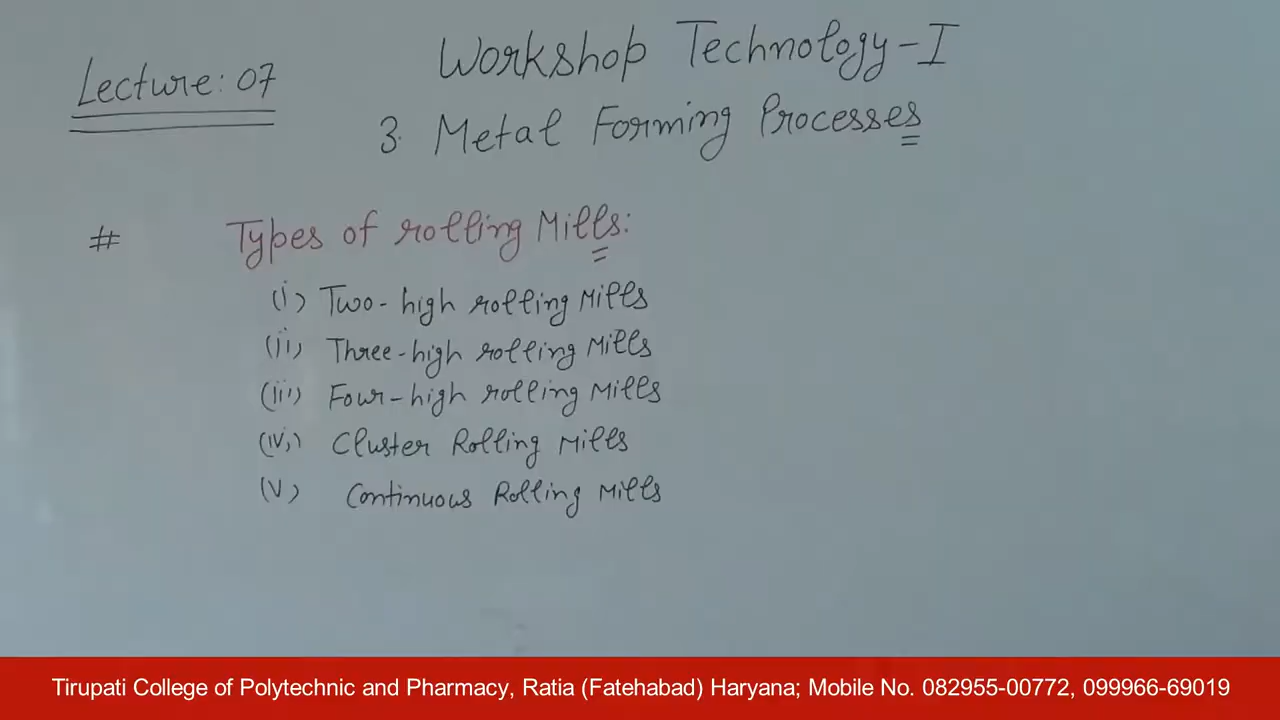 Lecture: 07
Workshop Technology-I
3. Metal Forming Processes
# Types of rolling Mills:
(i) Two-high rolling Mills
(ii) Three-high rolling Mills
(iii) Four-high rolling Mills
(iv) Cluster Rolling Mills
(v) Continuous Rolling Mills
Tirupati College of Polytechnic and Pharmacy, Ratia (Fatehabad) Haryana; Mobile No. 082955-00772, 099966-69019